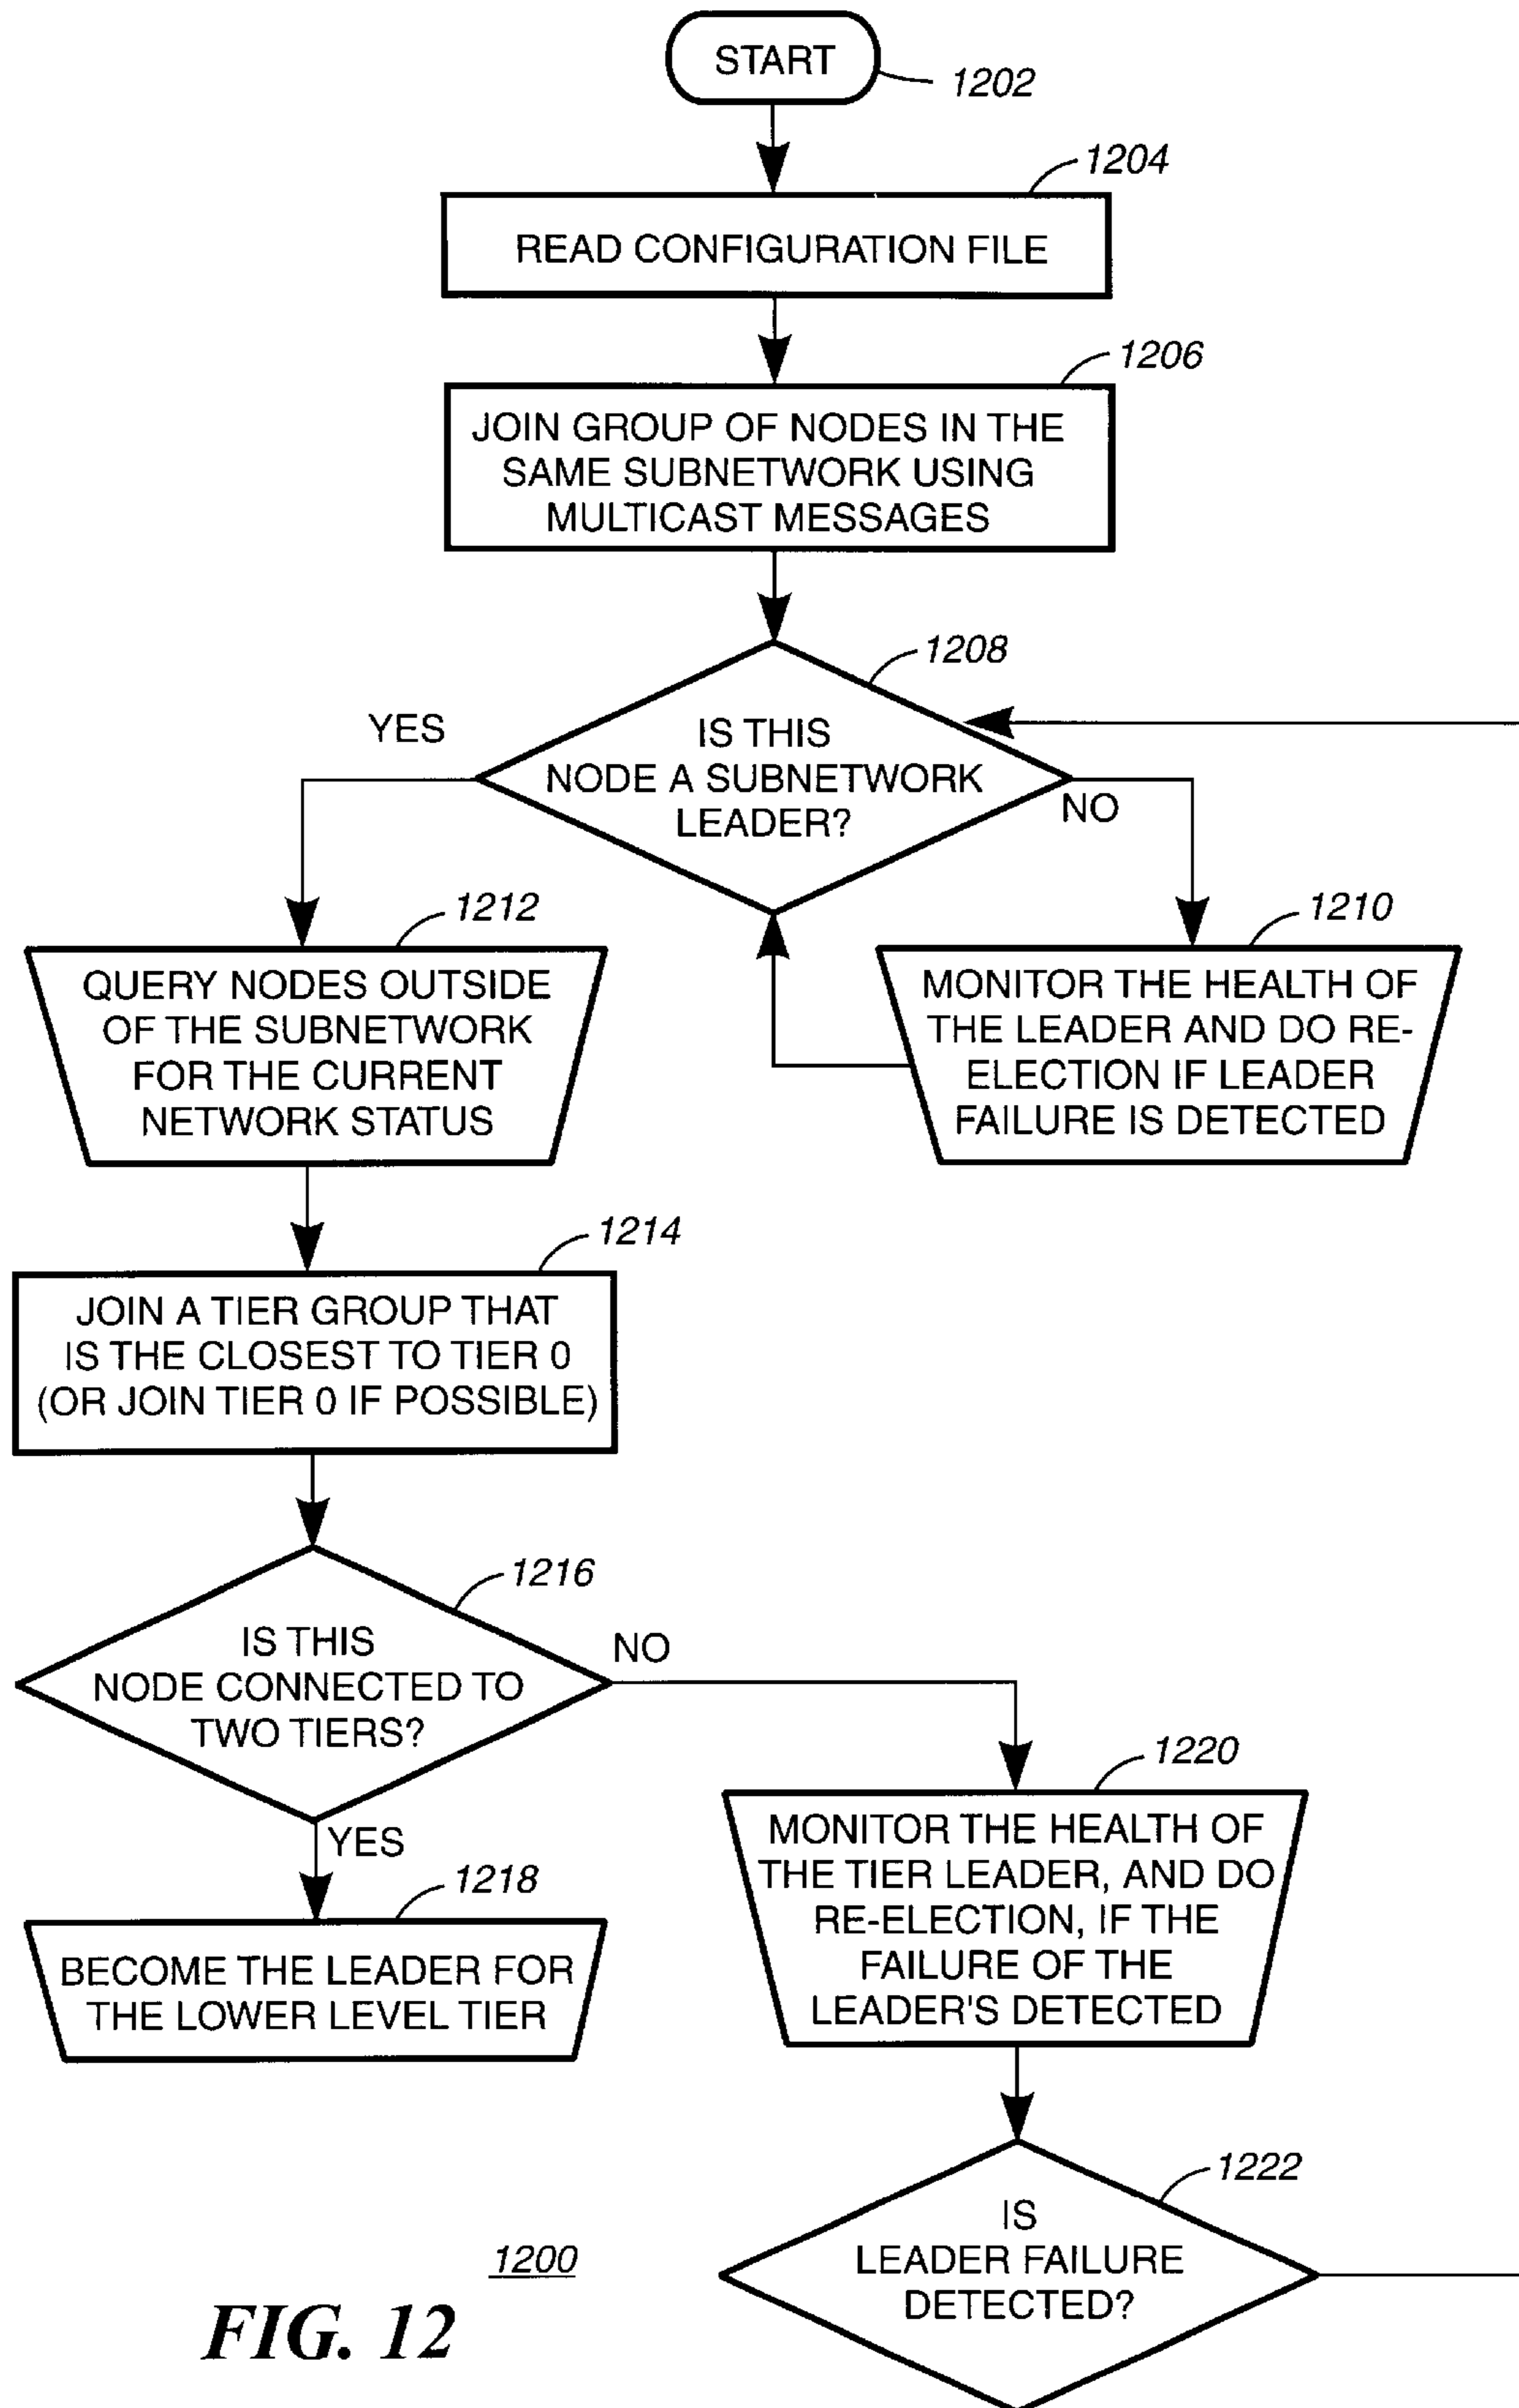 START
1202
1204
READ CONFIGURATION FILE
1206
JOIN GROUP OF NODES IN THE
SAME SUBNETWORK USING
MULTICAST MESSAGES
1208
YES
IS THIS
NODE A SUBNETWORK
LEADER?
NO
1212
QUERY NODES OUTSIDE
OF THE SUBNETWORK
FOR THE CURRENT
NETWORK STATUS
1210
MONITOR THE HEALTH OF
THE LEADER AND DO RE-
ELECTION IF LEADER
FAILURE IS DETECTED
1214
JOIN A TIER GROUP THAT
IS THE CLOSEST TO TIER 0
(OR JOIN TIER 0 IF POSSIBLE)
1216
IS THIS
NODE CONNECTED TO
TWO TIERS?
NO
YES
1218
BECOME THE LEADER FOR
THE LOWER LEVEL TIER
1220
MONITOR THE HEALTH OF
THE TIER LEADER, AND DO
RE-ELECTION, IF THE
FAILURE OF THE
LEADER'S DETECTED
1222
IS
LEADER FAILURE
DETECTED?
1200
FIG. 12